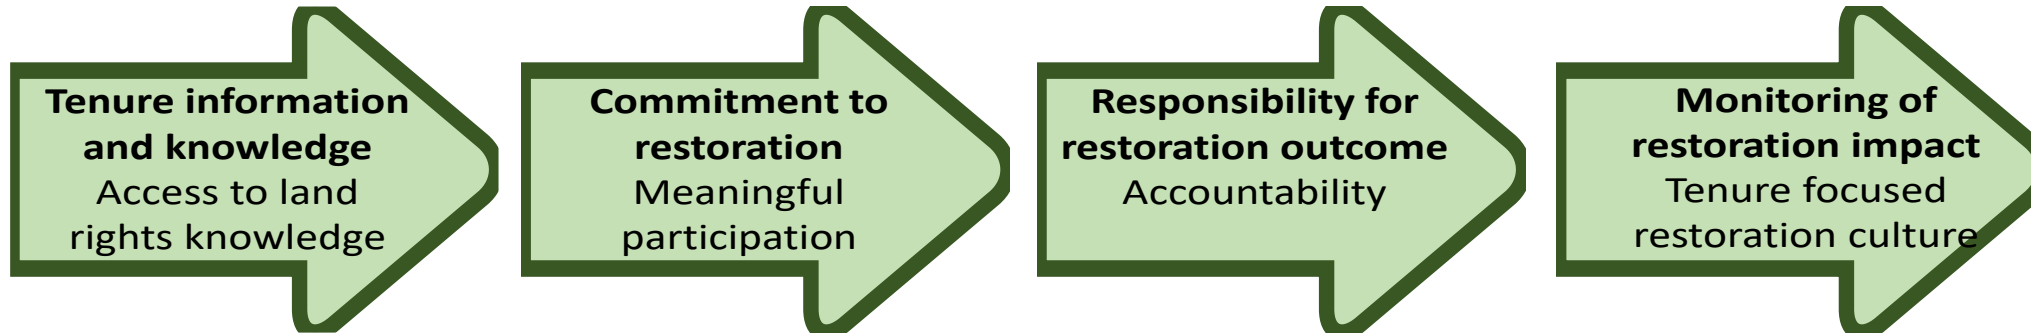 Tenure information
and knowledge
Access to land
rights knowledge
Commitment to
restoration
Meaningful
participation
Responsibility for
restoration outcome
Accountability
Monitoring of
restoration impact
Tenure focused
restoration culture